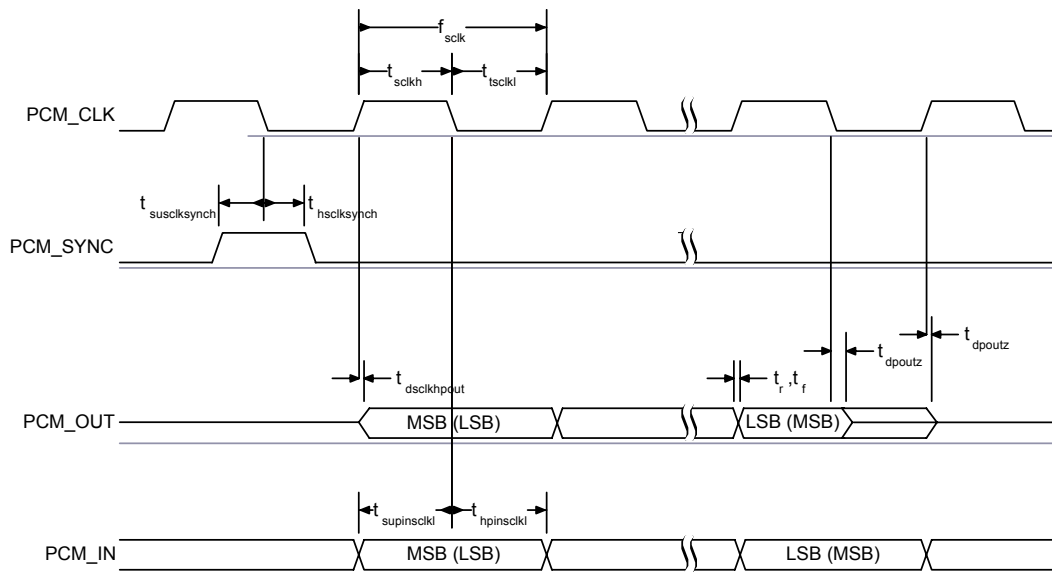 f sclk
t sclkh
t tsclkl
PCM_CLK
t susclksynch
t hsclksynch
PCM_SYNC
t dpoutz
t dpoutz
t dsclkhpout
t r ,t f
PCM_OUT
MSB (LSB)
LSB (MSB)
t supinsclkl
t hpinsclkl
PCM_IN
MSB (LSB)
LSB (MSB)